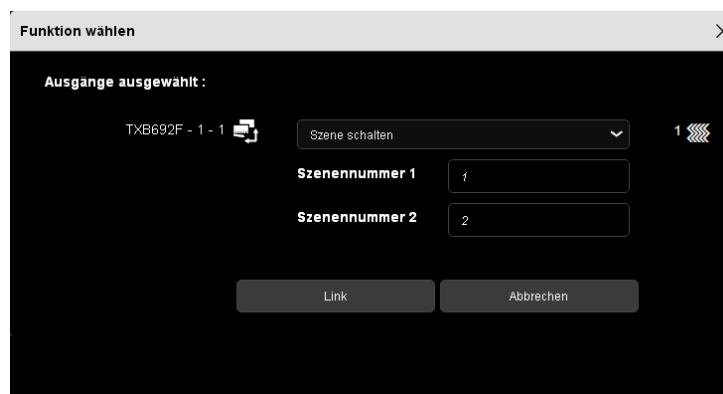 Funktion wählen
Ausgänge ausgewählt :
TXB692F - 1 - 1 Szene schalten 1
Szenennummer 1 1
Szenennummer 2 2
Link Abbrechen